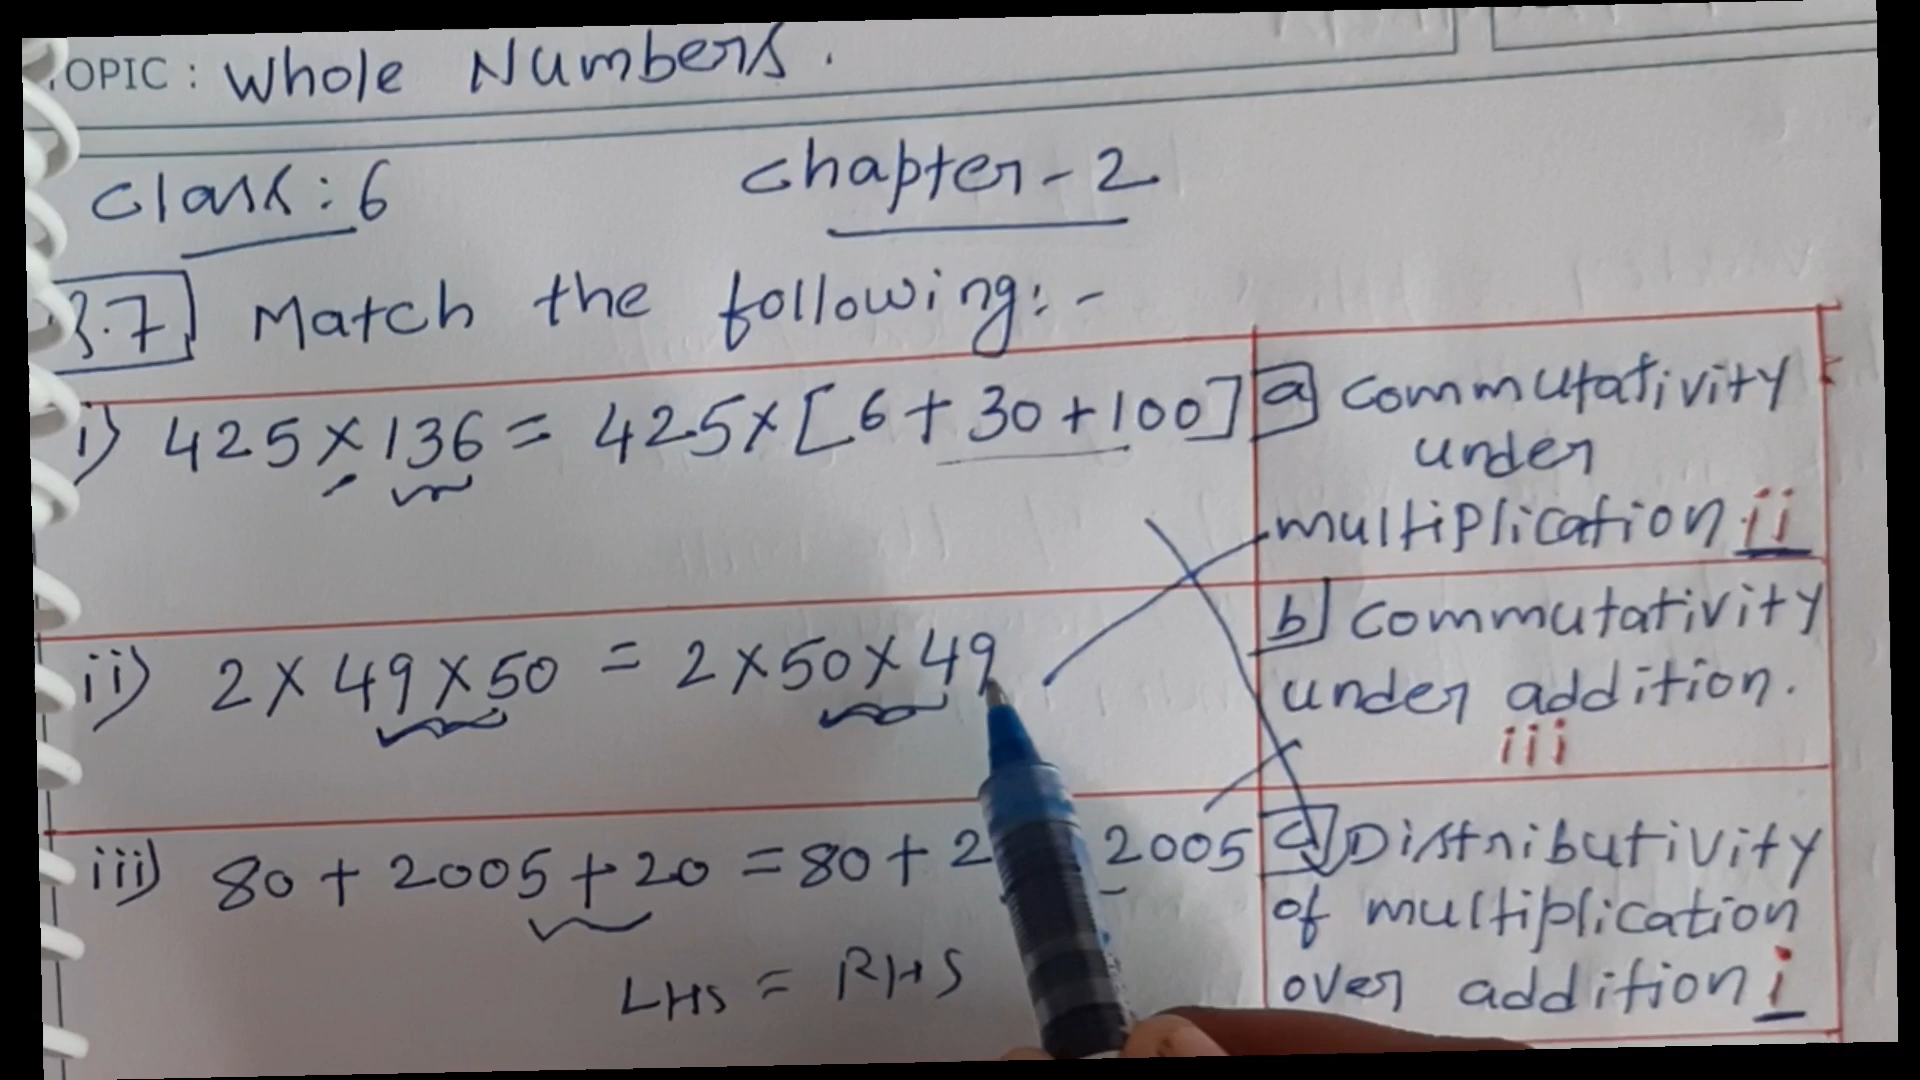 TOPIC : Whole Numbers.
Class : 6
Chapter - 2
3.7] Match the following: -
i) 425 × 136 = 425 × [6 + 30 + 100]
a) Commutativity
under
multiplication ii
ii) 2 × 49 × 50 = 2 × 50 × 49
b) Commutativity
under addition.
iii
iii) 80 + 2005 + 20 = 80 + 2 2005
c) Distributivity
of multiplication
over addition i
LHS = RHS